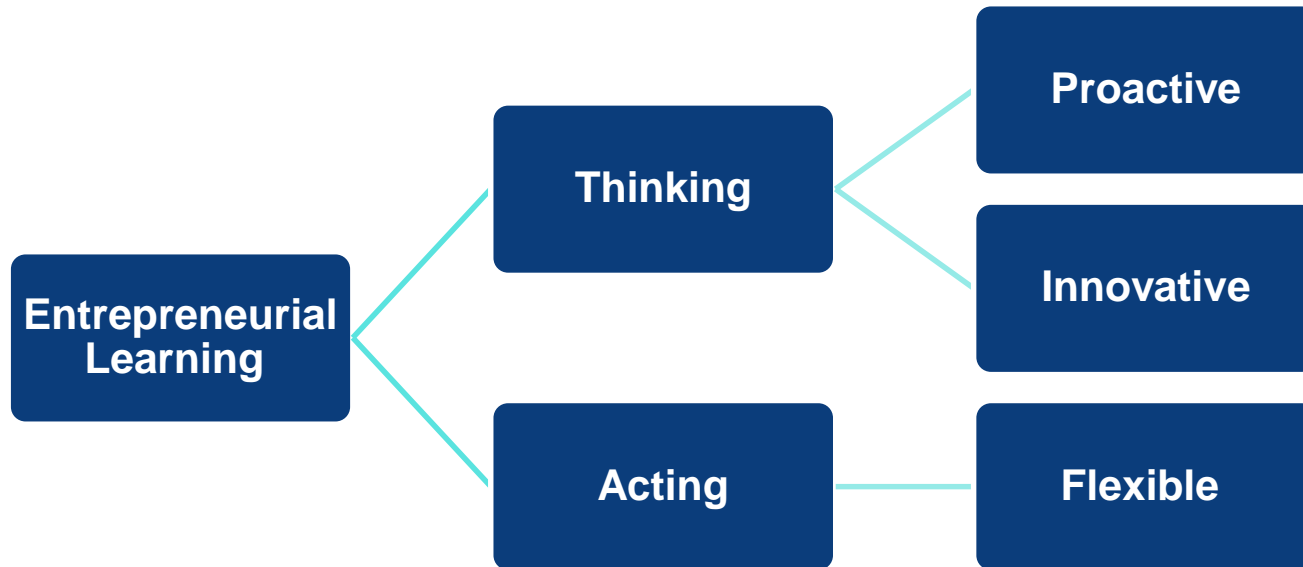 Entrepreneurial
Learning
Thinking
Acting
Proactive
Innovative
Flexible